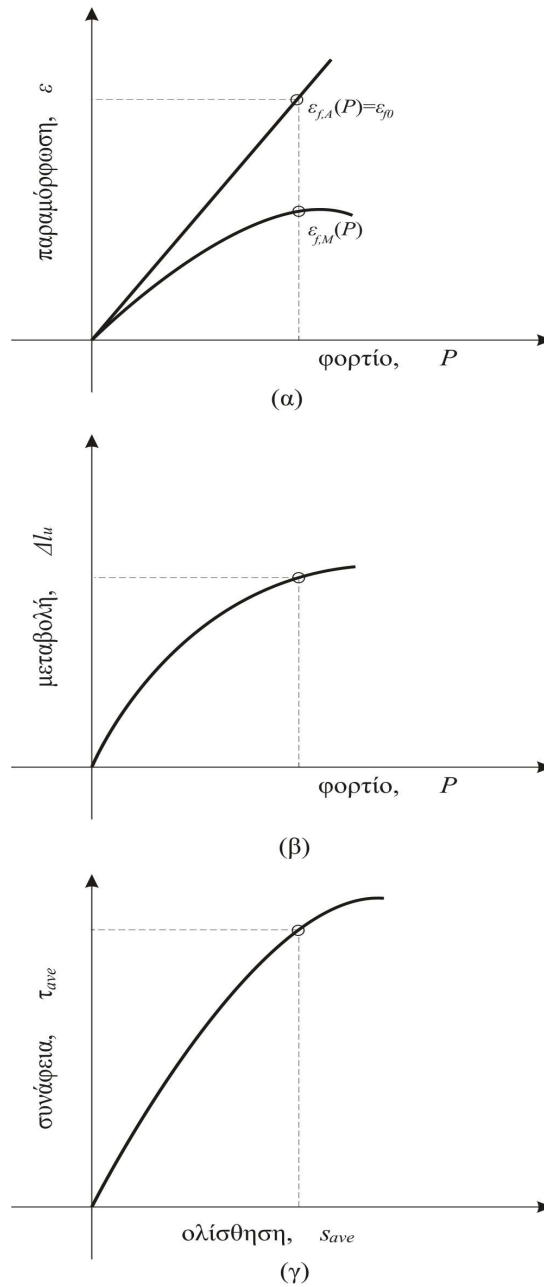 παραμόρφωση, ε
ε_{f,A}(P)=ε_{f0}
ε_{f,M}(P)
φορτίο, P
(α)
μεταβολή, Δl_u
φορτίο, P
(β)
συνάφεια, τ_{ave}
ολίσθηση, s_{ave}
(γ)